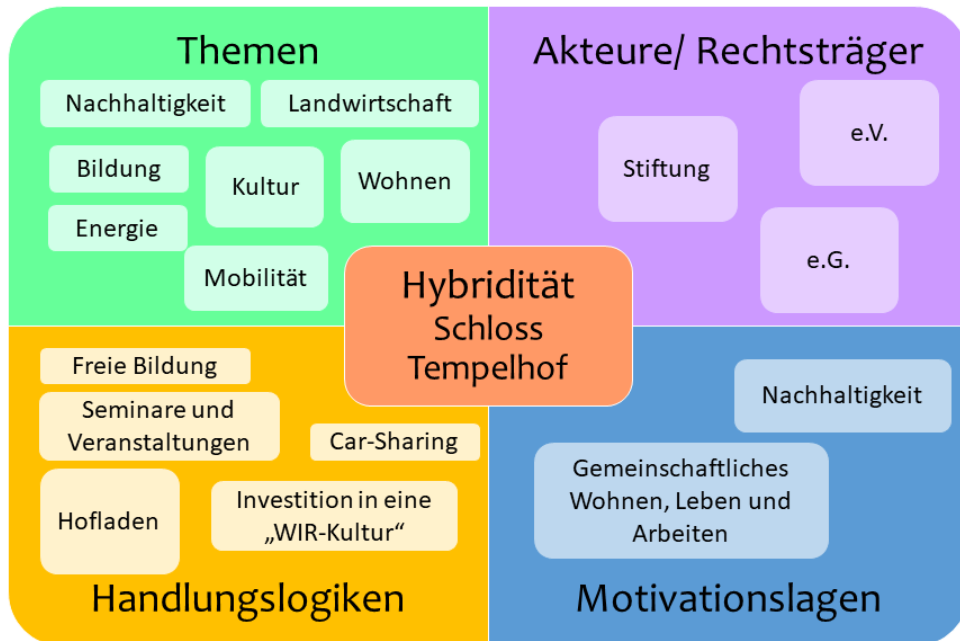 Themen
Nachhaltigkeit
Landwirtschaft
Bildung
Kultur
Wohnen
Energie
Mobilität
Akteure/ Rechtsträger
Stiftung
e.V.
e.G.
Hybridität
Schloss
Tempelhof
Freie Bildung
Seminare und
Veranstaltungen
Car-Sharing
Hofladen
Investition in eine
„WIR-Kultur“
Handlungslogiken
Nachhaltigkeit
Gemeinschaftliches
Wohnen, Leben und
Arbeiten
Motivationslagen